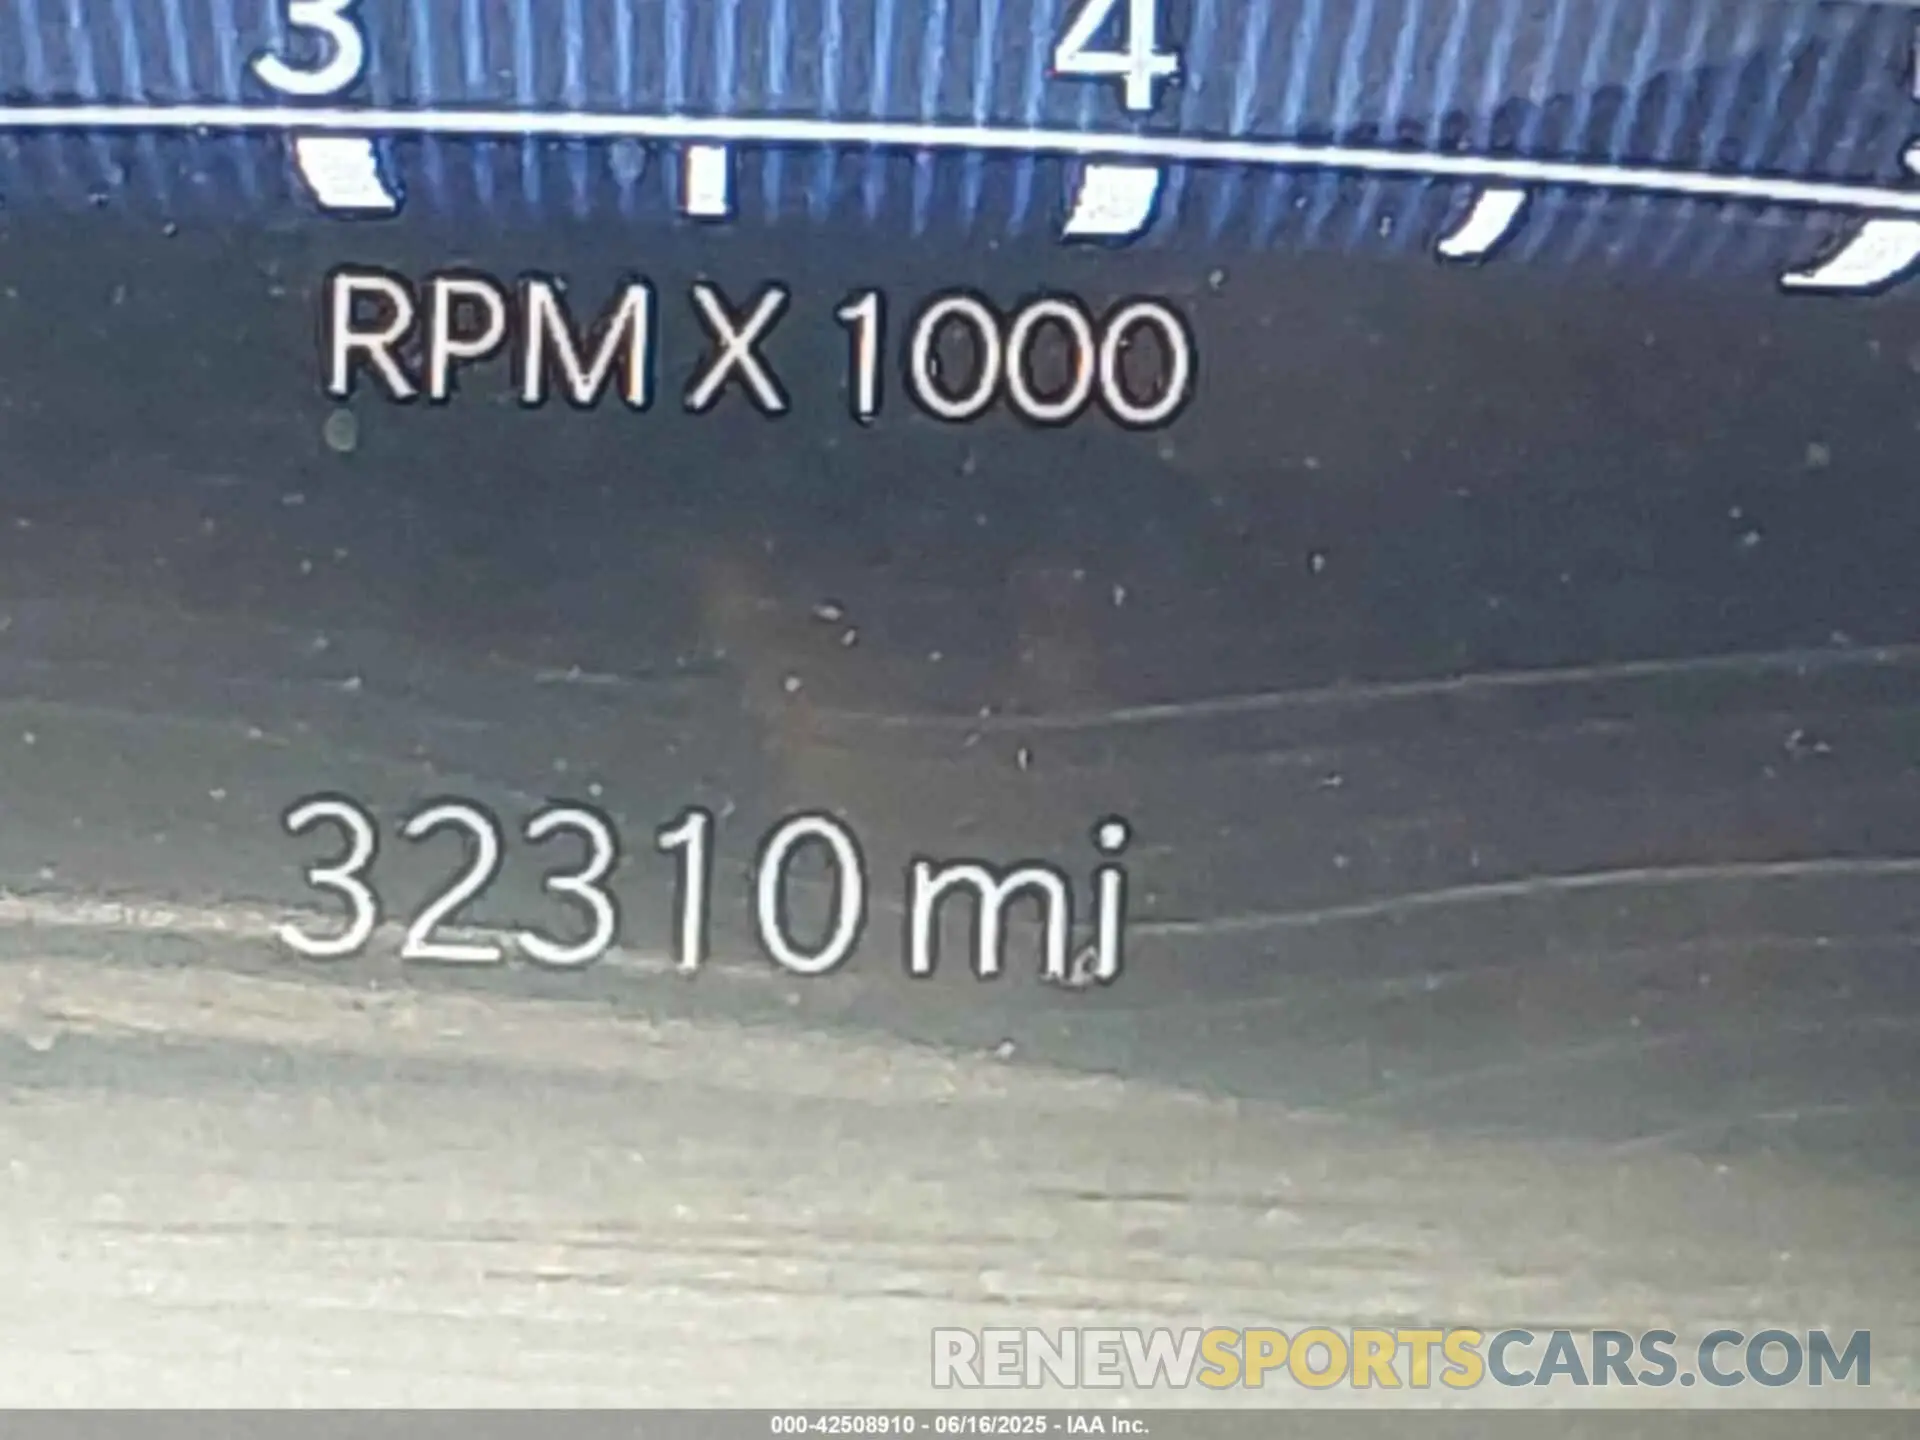 3 4
RPM X 1000
32310 mi
RENEWSPORTSCARS.COM
000-42508910 - 06/16/2025 - IAA Inc.